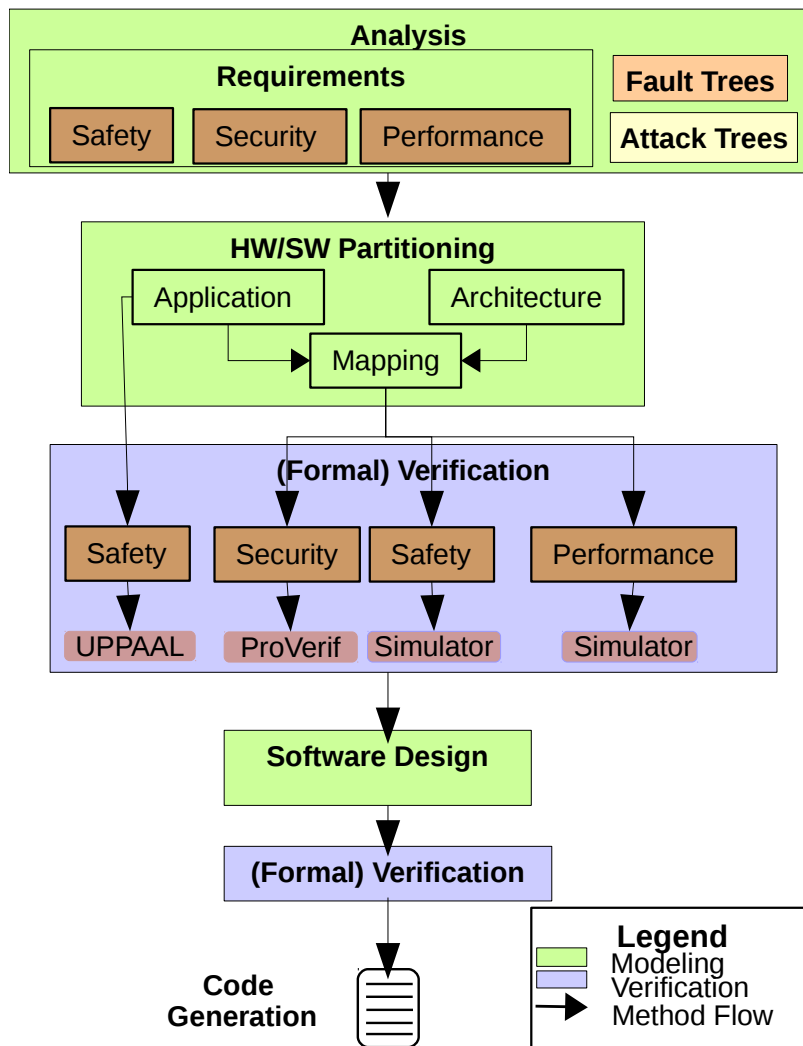 Analysis
Requirements
Fault Trees
Safety
Security
Performance
Attack Trees
HW/SW Partitioning
Application
Architecture
Mapping
(Formal) Verification
Safety
Security
Safety
Performance
UPPAAL
ProVerif
Simulator
Simulator
Software Design
(Formal) Verification
Code
Generation
Legend
Modeling
Verification
Method Flow